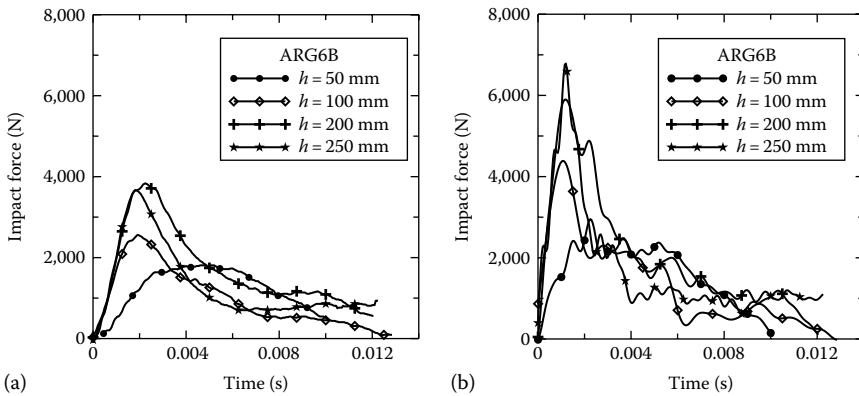 8,000
6,000
4,000
2,000
0
Impact force (N)
ARG6B
h = 50 mm
h = 100 mm
h = 200 mm
h = 250 mm
0
0.004
0.008
0.012
Time (s)
(a)
8,000
6,000
4,000
2,000
0
Impact force (N)
ARG6B
h = 50 mm
h = 100 mm
h = 200 mm
h = 250 mm
0
0.004
0.008
0.012
Time (s)
(b)